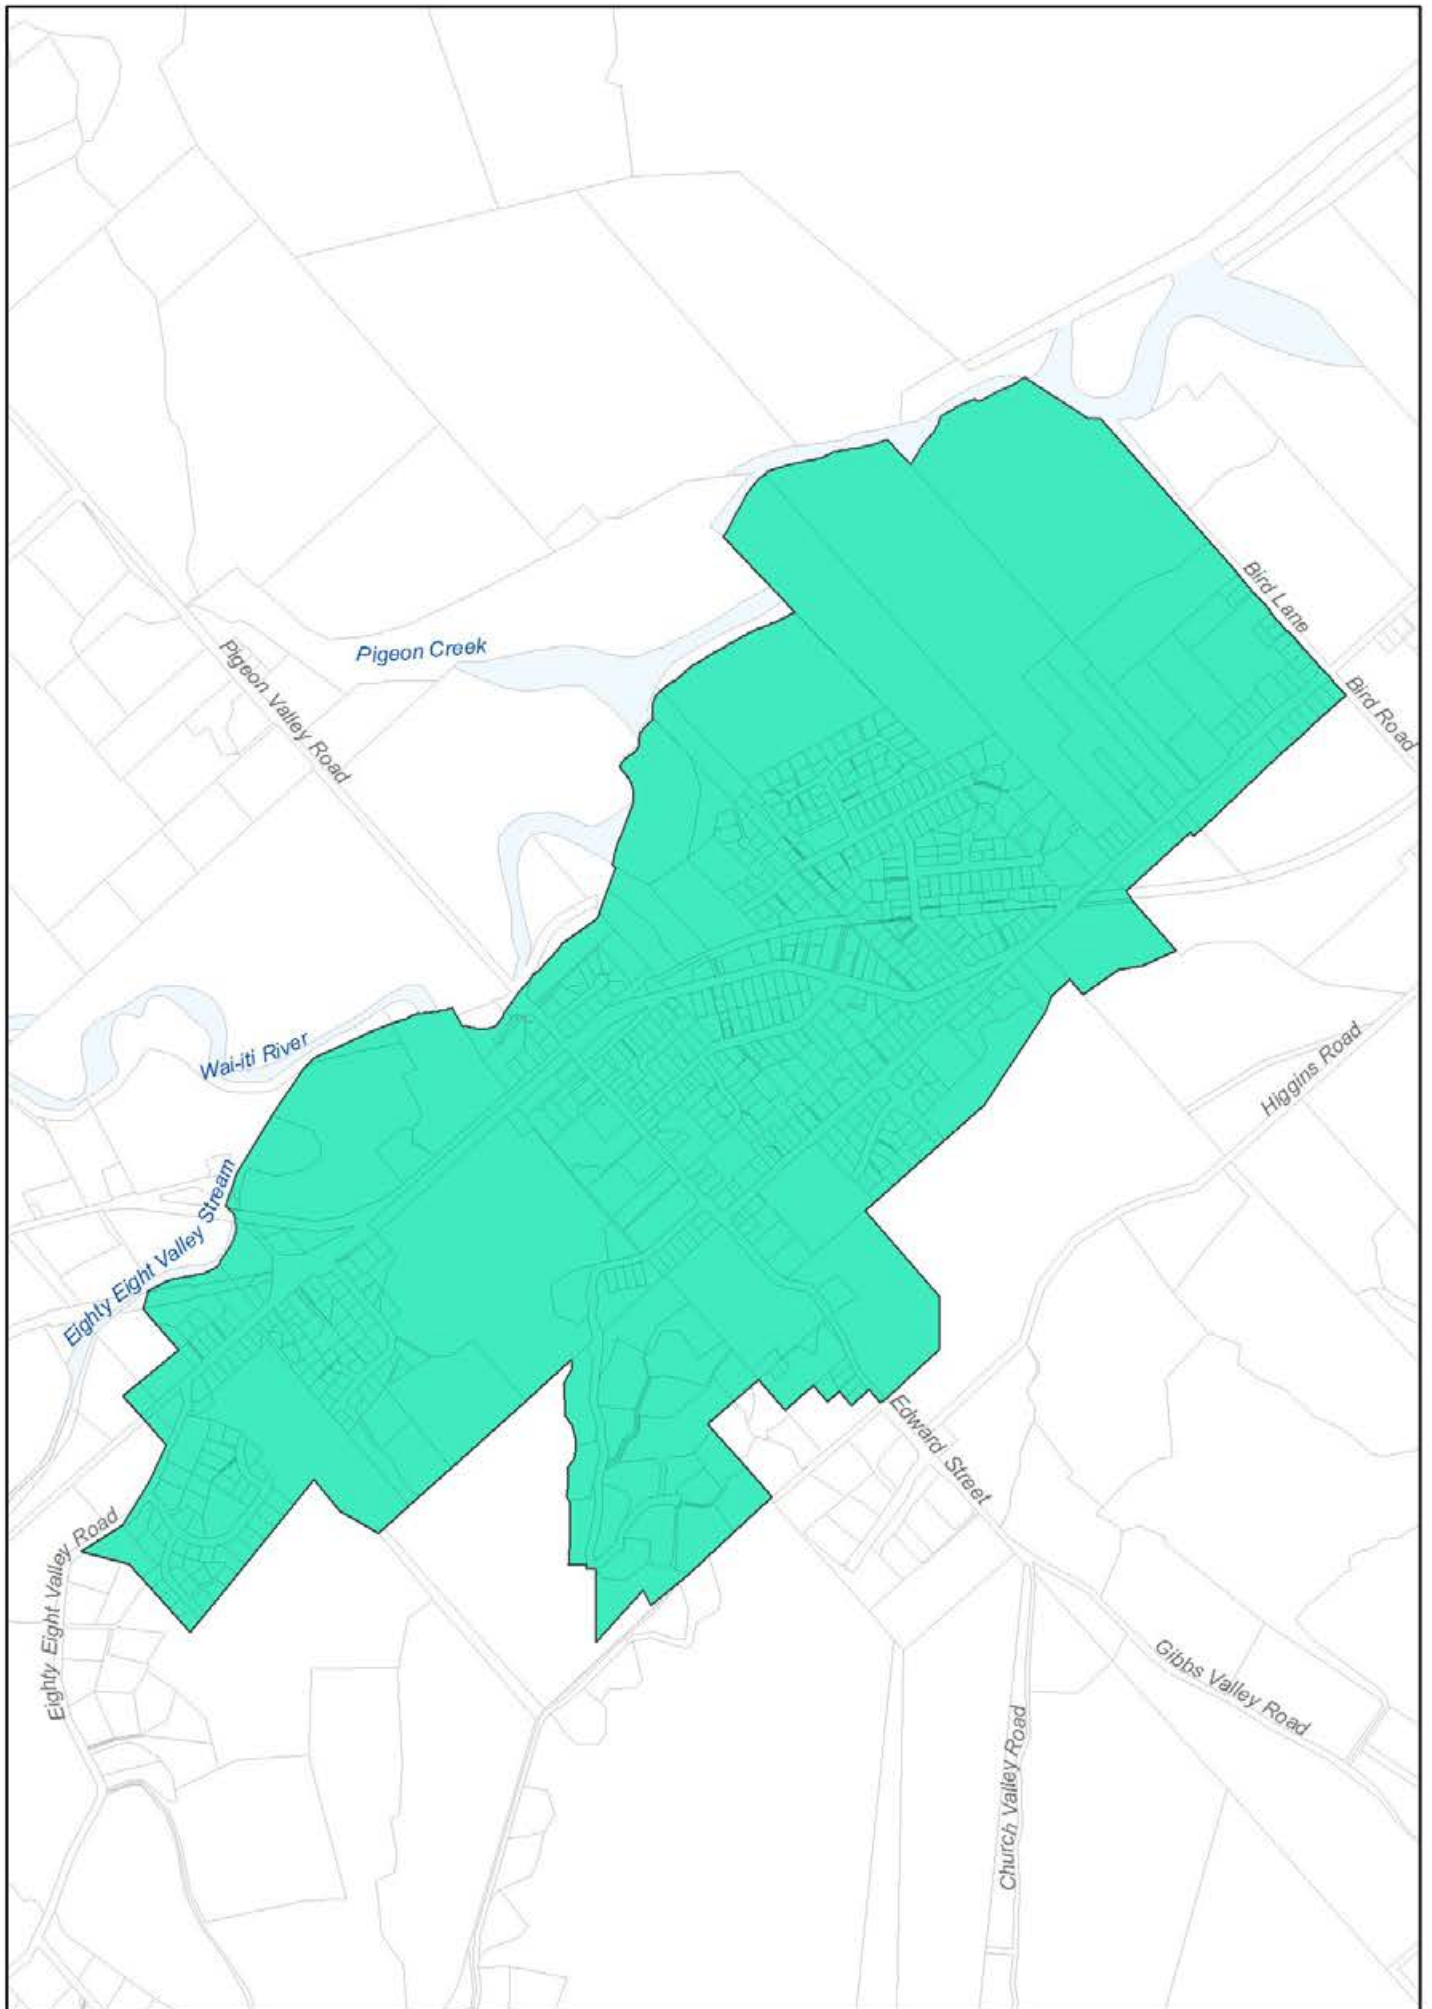 Bird Lane
Pigeon Creek
Pigeon Valley Road
Bird Road
Wai-iti River
Higgins Road
Eighty Eight Valley Stream
Edward Street
Eighty Eight Valley Road
Gibbs Valley Road
Church Valley Road